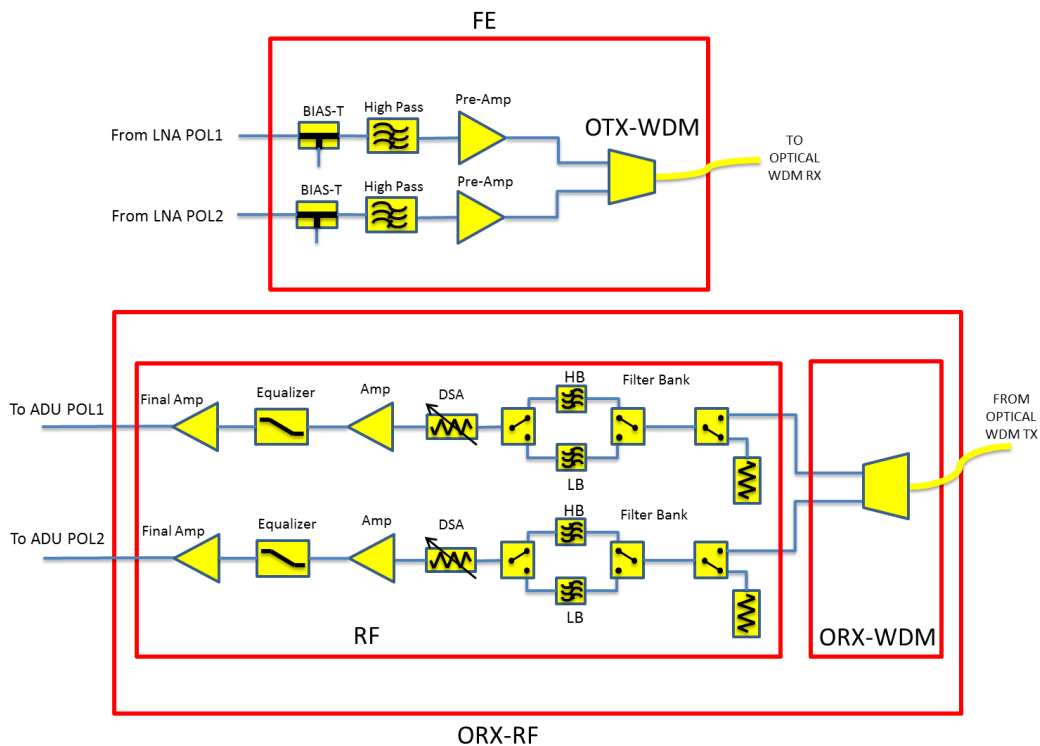 FE
BIAS-T
High Pass
Pre-Amp
From LNA POL1
OTX-WDM
TO
OPTICAL
WDM RX
BIAS-T
High Pass
Pre-Amp
From LNA POL2
HB
Filter Bank
Final Amp
Equalizer
Amp
DSA
To ADU POL1
LB
FROM
OPTICAL
WDM TX
HB
Filter Bank
Final Amp
Equalizer
Amp
DSA
To ADU POL2
LB
RF
ORX-WDM
ORX-RF